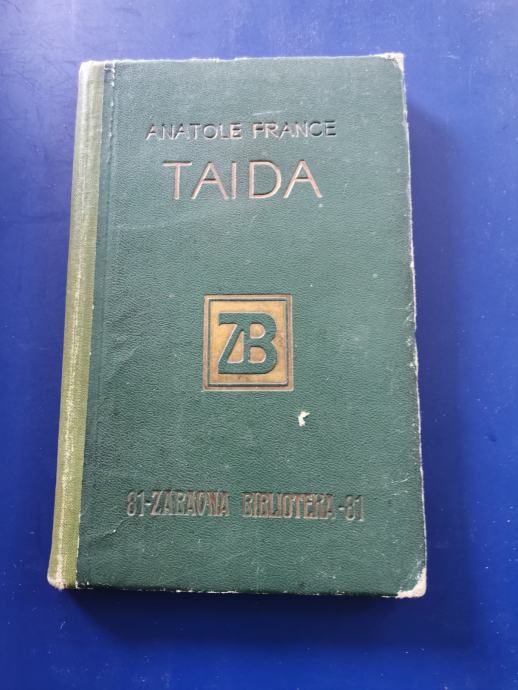 ANATOLE FRANCE
TAIDA
ZB
81-ZABAVNA BIBLIOTEKA-81